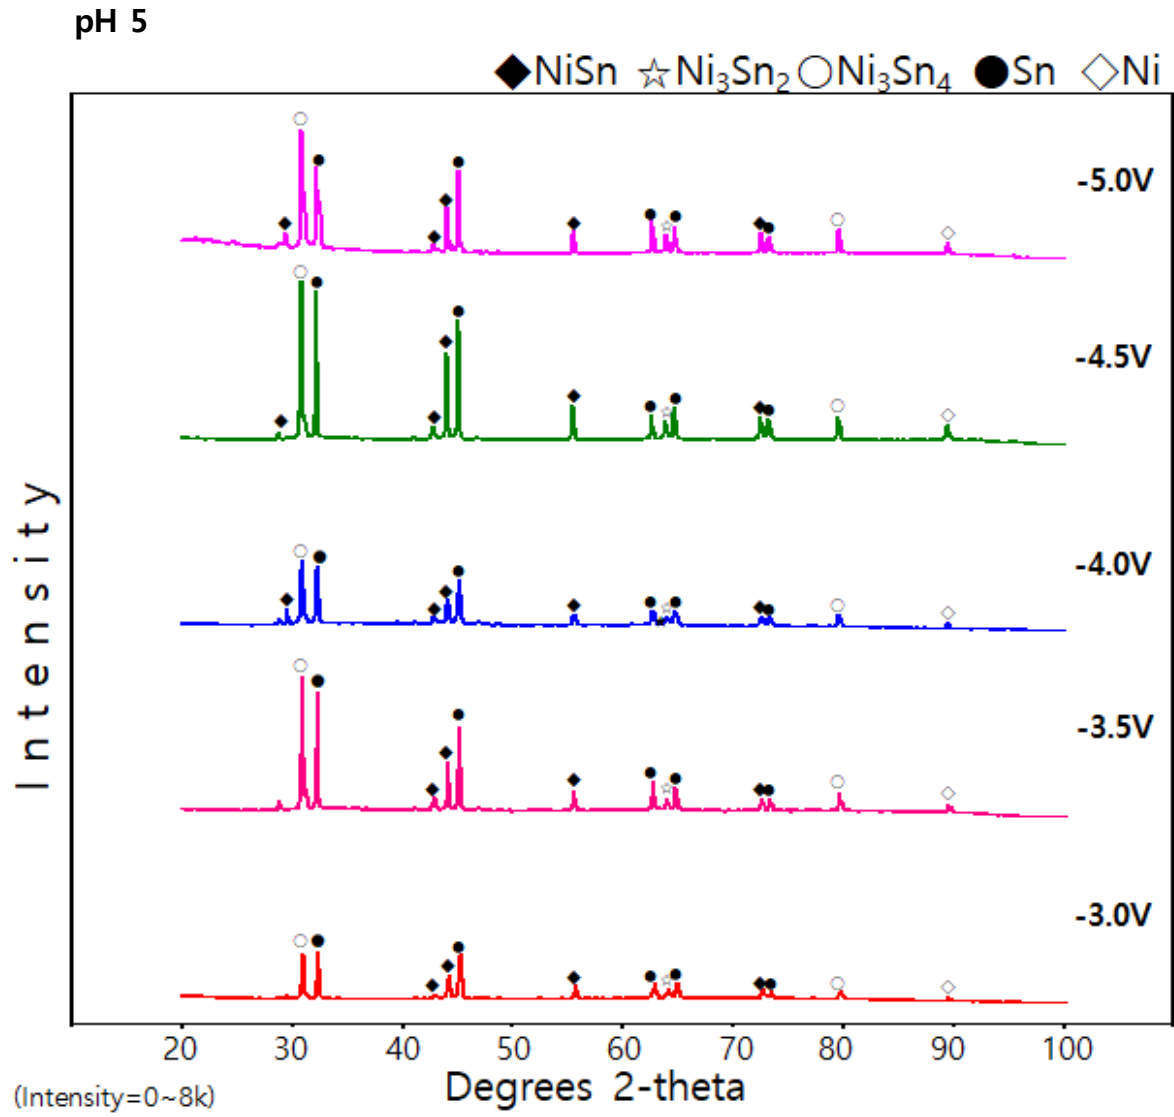 pH 5
◆NiSn ☆Ni₃Sn₂ ○Ni₃Sn₄ ●Sn ◇Ni
-5.0V
-4.5V
-4.0V
-3.5V
-3.0V
Intensity
20 30 40 50 60 70 80 90 100
Degrees 2-theta
(Intensity=0~8k)